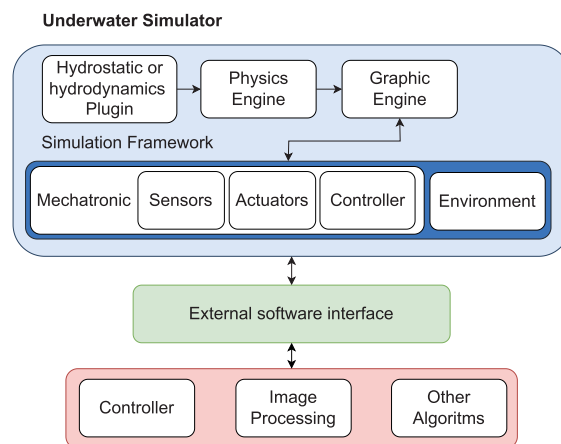 Underwater Simulator
Hydrostatic or
hydrodynamics
Plugin
Physics
Engine
Graphic
Engine
Simulation Framework
Mechatronic
Sensors
Actuators
Controller
Environment
External software interface
Controller
Image
Processing
Other
Algoritms